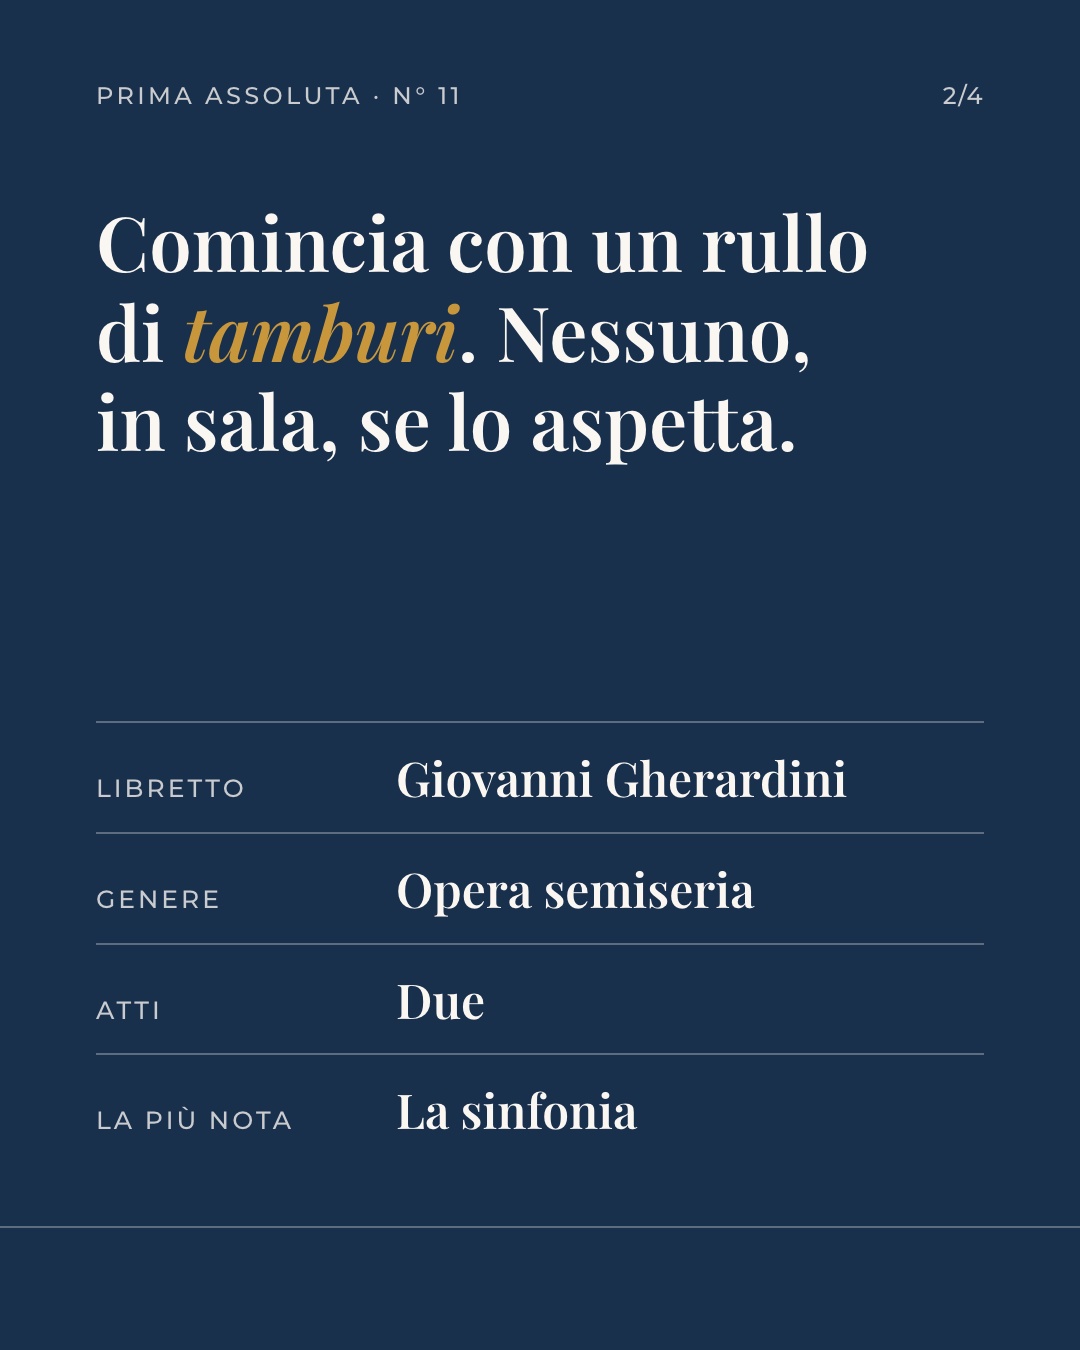 PRIMA ASSOLUTA · N° 11
2/4
Comincia con un rullo
di tamburi. Nessuno,
in sala, se lo aspetta.
LIBRETTO Giovanni Gherardini
GENERE Opera semiseria
ATTI Due
LA PIÙ NOTA La sinfonia